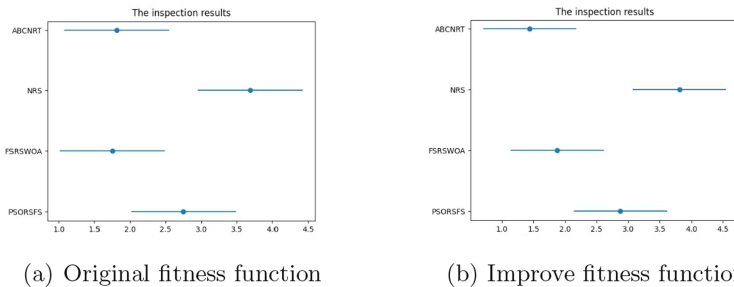 The inspection results
ABCNRT
NRS
FSRSWOA
PSORSFS
1.0 1.5 2.0 2.5 3.0 3.5 4.0 4.5
(a) Original fitness function
The inspection results
ABCNRT
NRS
FSRSWOA
PSORSFS
1.0 1.5 2.0 2.5 3.0 3.5 4.0 4.5
(b) Improve fitness functio